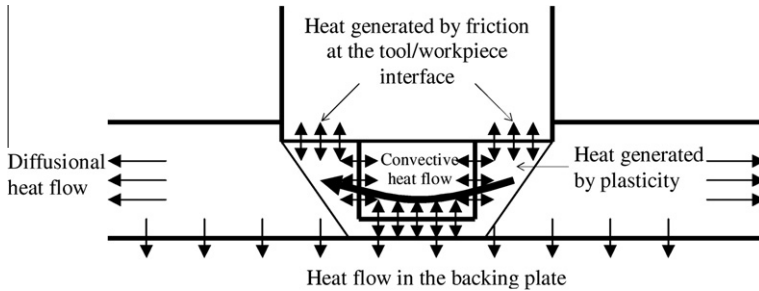 Heat generated by friction
at the tool/workpiece
interface
Diffusional
heat flow
Convective
heat flow
Heat generated
by plasticity
Heat flow in the backing plate